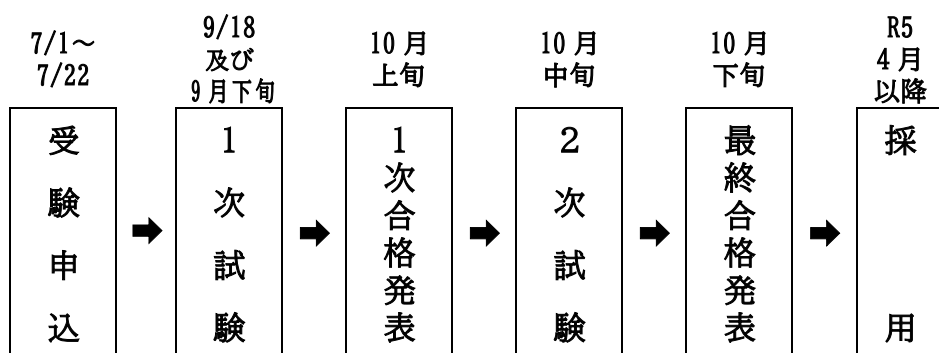 7/1～
7/22
受験申込
9/18
及び
9月下旬
1次試験
10月
上旬
1次合格発表
10月
中旬
2次試験
10月
下旬
最終合格発表
R5
4月
以降
採用